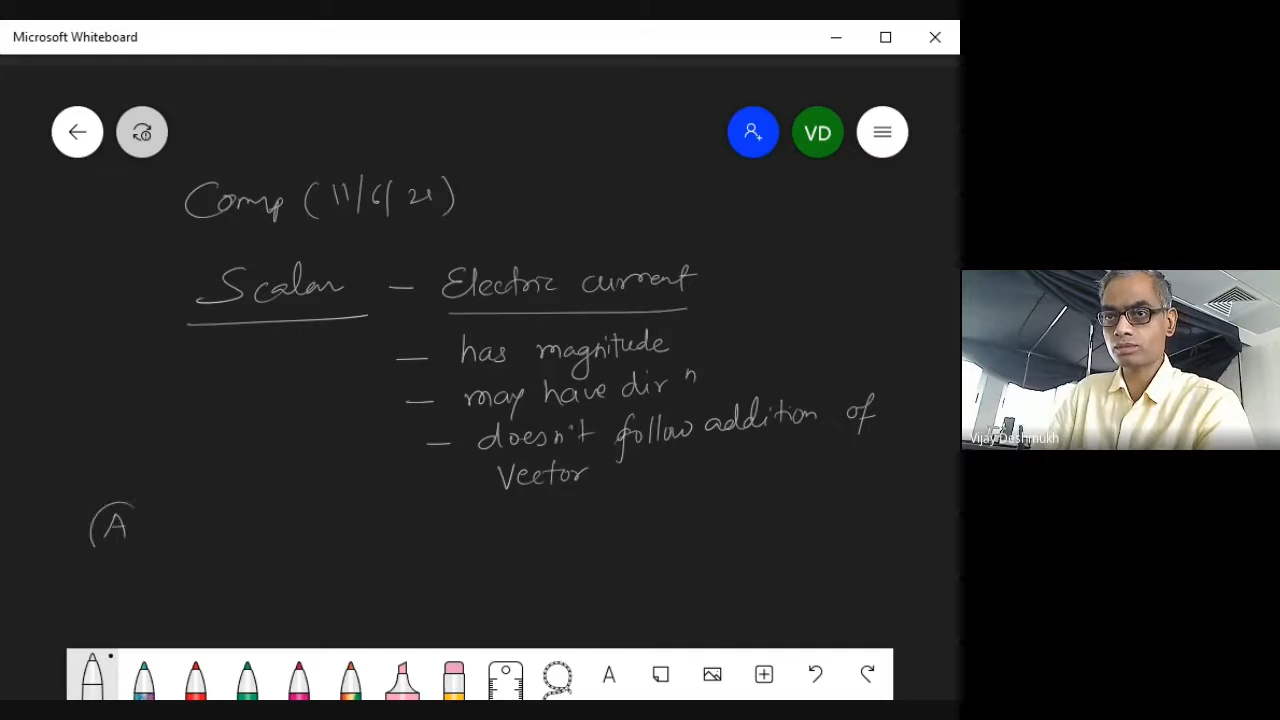 Microsoft Whiteboard
VD
Comp (11/6/21)
Scalar - Electric current
- has magnitude
- may have dirⁿ
- doesn't follow addition of
Vector
Vijay Deshmukh
(A
A